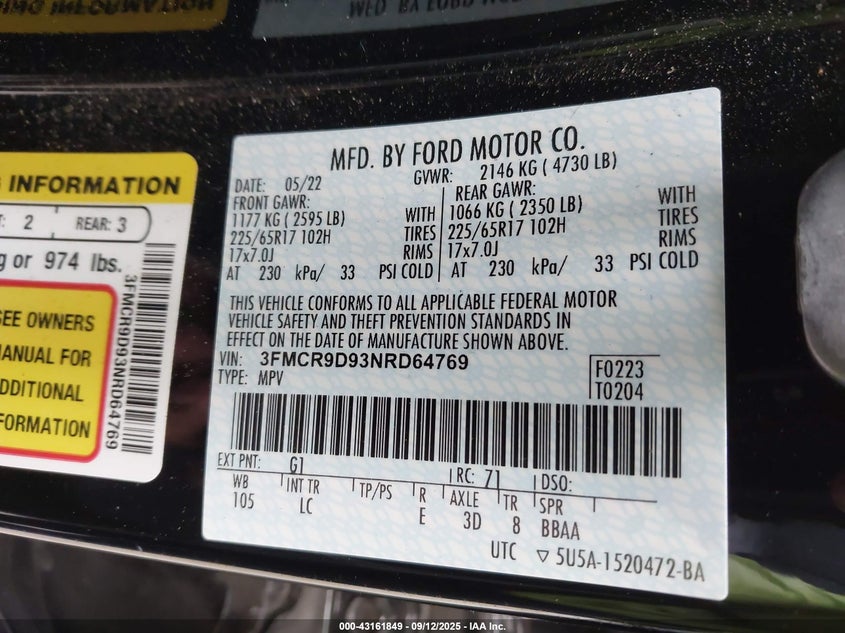 MFD. BY FORD MOTOR CO.
DATE: 05/22
GVWR: 2146 KG ( 4730 LB)
FRONT GAWR:
1177 KG ( 2595 LB) WITH
225/65R17 102H TIRES
17x7.0J RIMS
AT 230 kPa/ 33 PSI COLD
REAR GAWR:
1066 KG ( 2350 LB) WITH
225/65R17 102H TIRES
17x7.0J RIMS
AT 230 kPa/ 33 PSI COLD
THIS VEHICLE CONFORMS TO ALL APPLICABLE FEDERAL MOTOR
VEHICLE SAFETY AND THEFT PREVENTION STANDARDS IN
EFFECT ON THE DATE OF MANUFACTURE SHOWN ABOVE.
VIN: 3FMCR9D93NRD64769
TYPE: MPV
F0223
T0204
EXT PNT: G1 RC: 71 DSO:
WB INT TR TP/PS R AXLE TR SPR
105 LC E 3D 8 BBAA
UTC ▽ 5U5A-1520472-BA
INFORMATION
2 REAR: 3
or 974 lbs.
SEE OWNERS
MANUAL FOR
ADDITIONAL
3FMCR9D93NRD64769
000-43161849 - 09/12/2025 - IAA Inc.